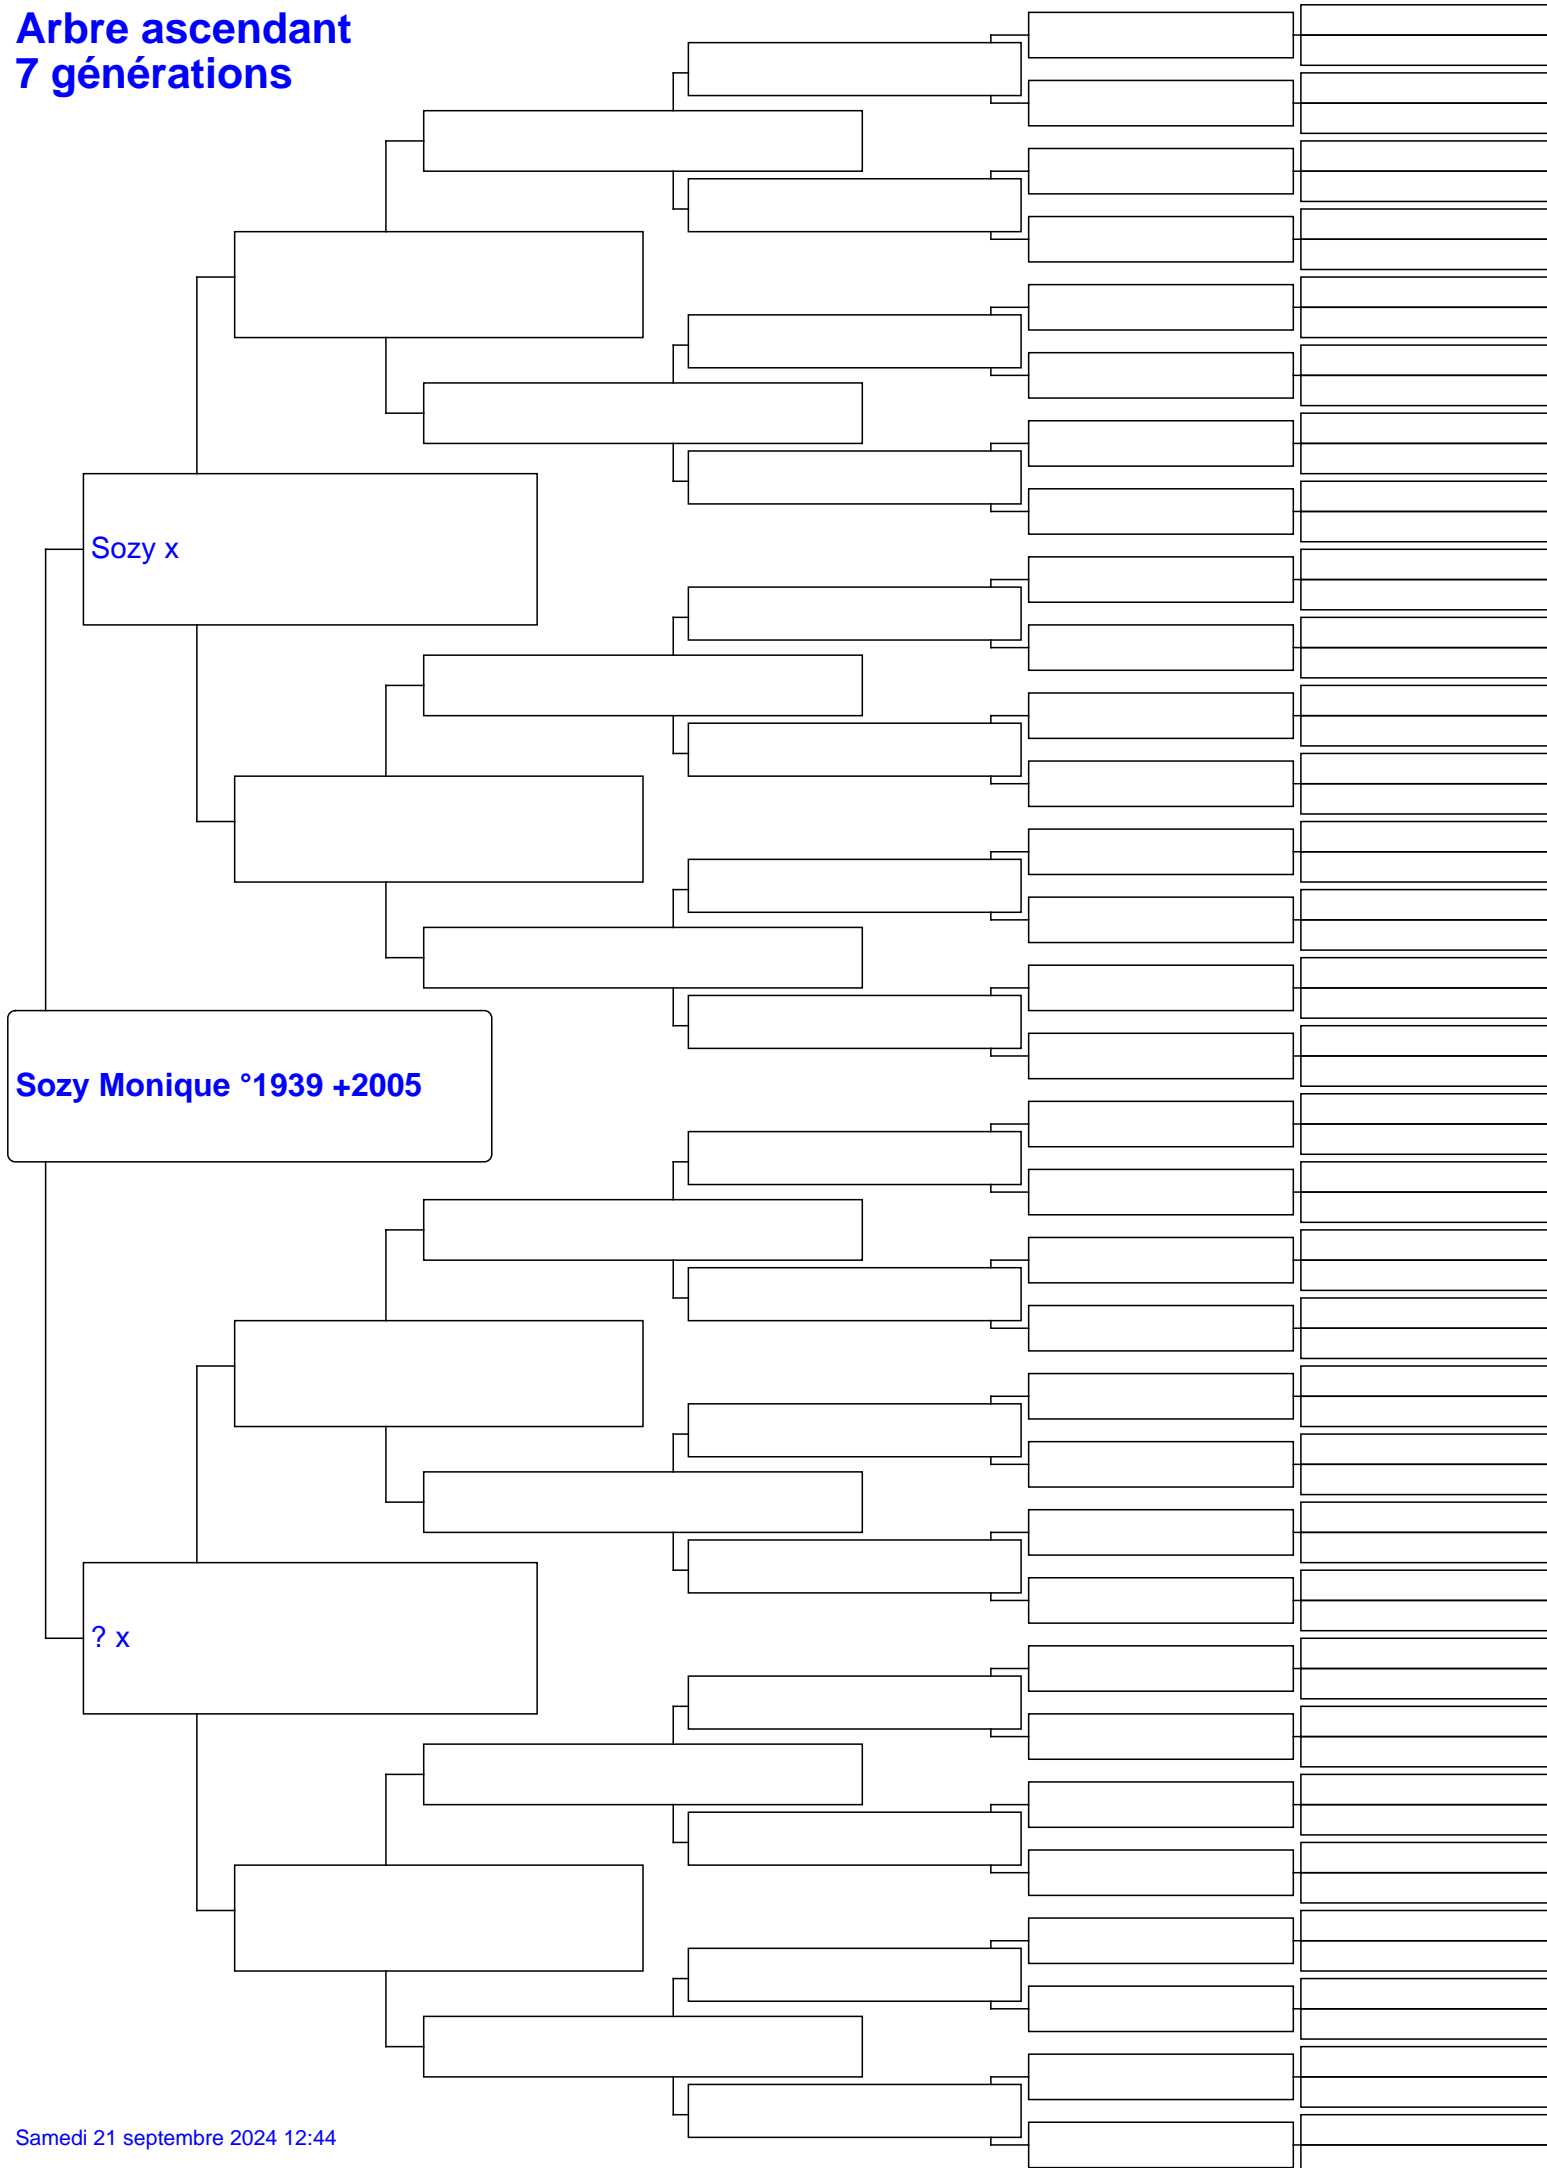 Arbre ascendant
7 générations
Sozy x
Sozy Monique °1939 +2005
? x
Samedi 21 septembre 2024 12:44